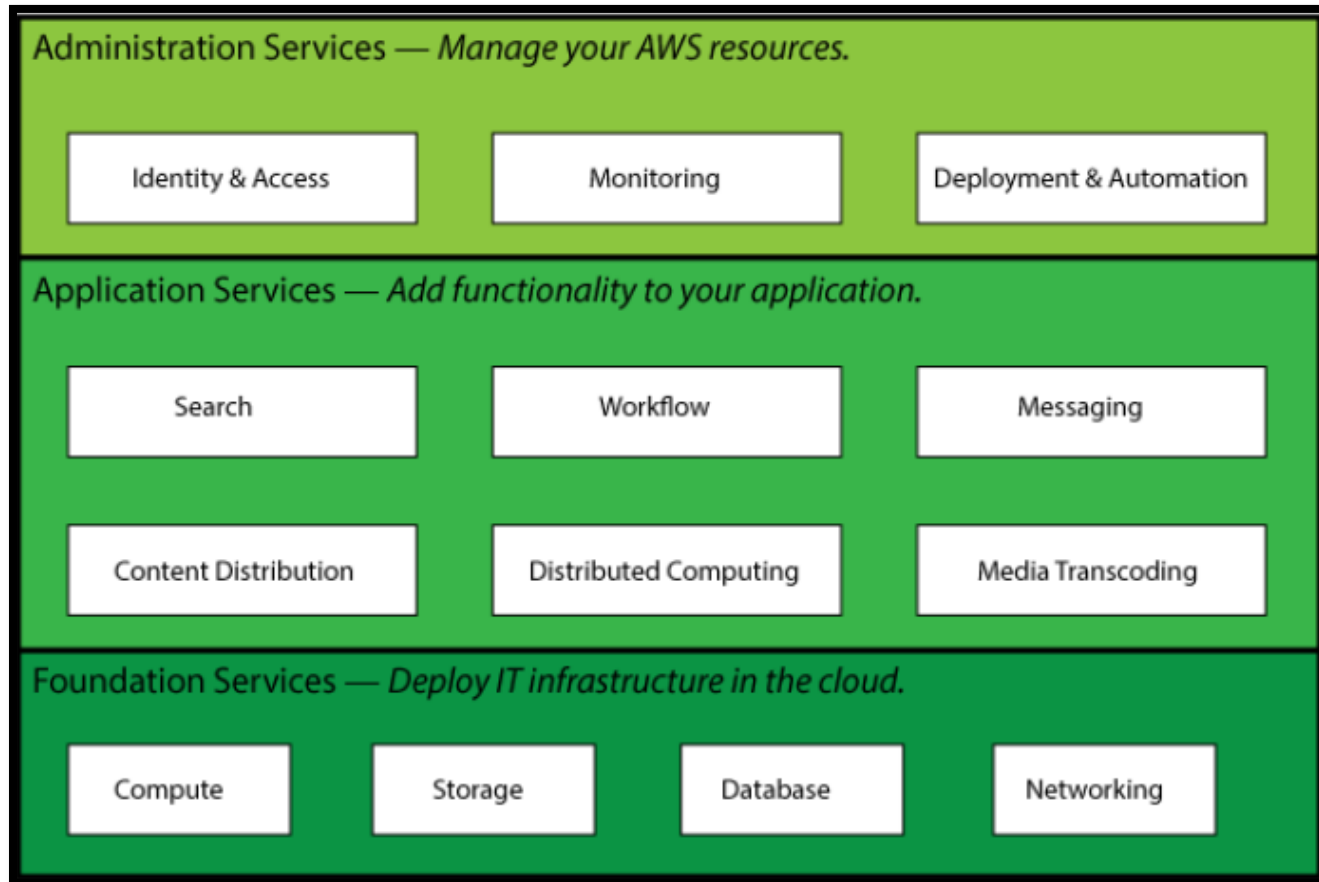 Administration Services — Manage your AWS resources.
Identity & Access
Monitoring
Deployment & Automation
Application Services — Add functionality to your application.
Search
Workflow
Messaging
Content Distribution
Distributed Computing
Media Transcoding
Foundation Services — Deploy IT infrastructure in the cloud.
Compute
Storage
Database
Networking